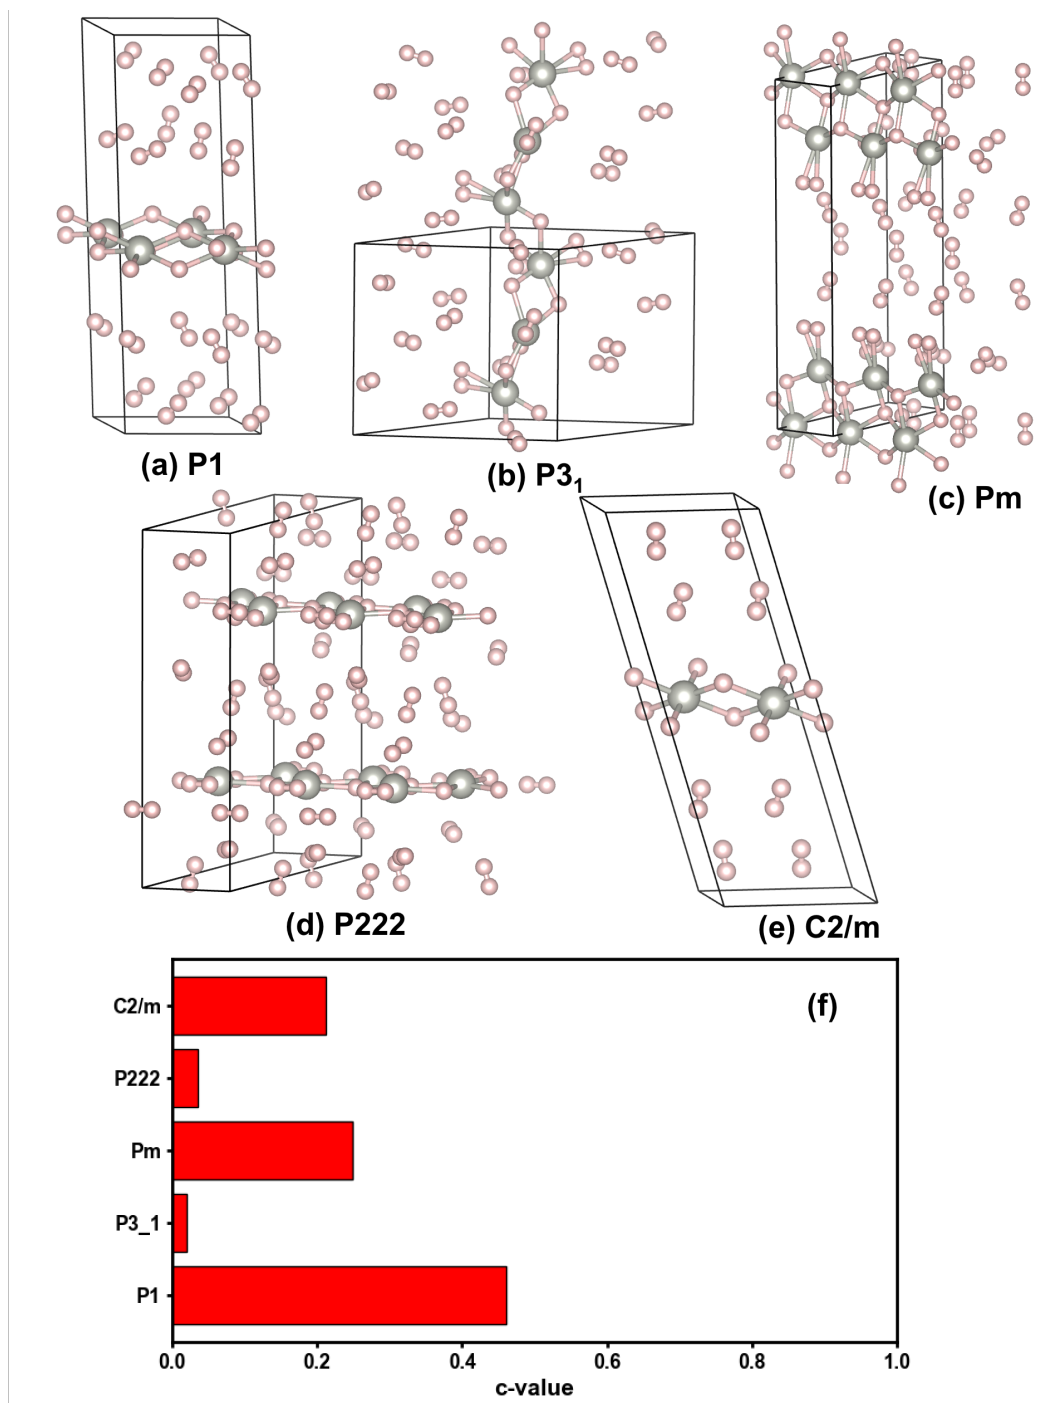 (a) P1
(b) P3₁
(c) Pm
(d) P222
(e) C2/m
(f)
C2/m
P222
Pm
P3_1
P1
0.0 0.2 0.4 0.6 0.8 1.0
c-value